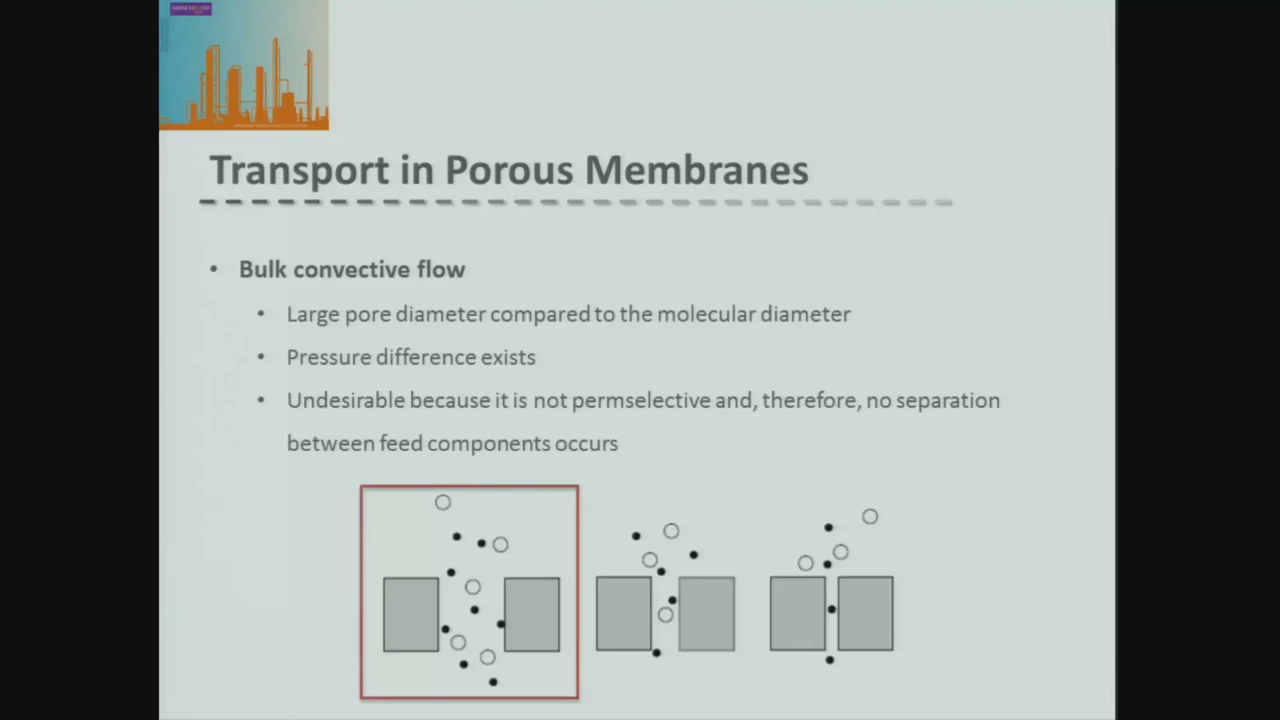 MANCHESTER
Transport in Porous Membranes
• Bulk convective flow
• Large pore diameter compared to the molecular diameter
• Pressure difference exists
• Undesirable because it is not permselective and, therefore, no separation
between feed components occurs